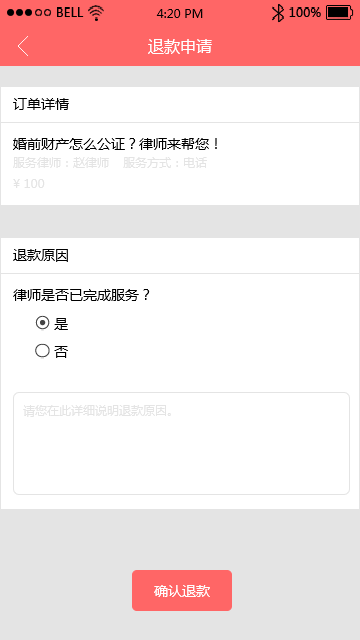 BELL 4:20 PM 100%
退款申请
订单详情
婚前财产怎么公证？律师来帮您！
服务律师：赵律师 服务方式：电话
¥ 100
退款原因
律师是否已完成服务？
是
否
请您在此详细说明退款原因。
确认退款